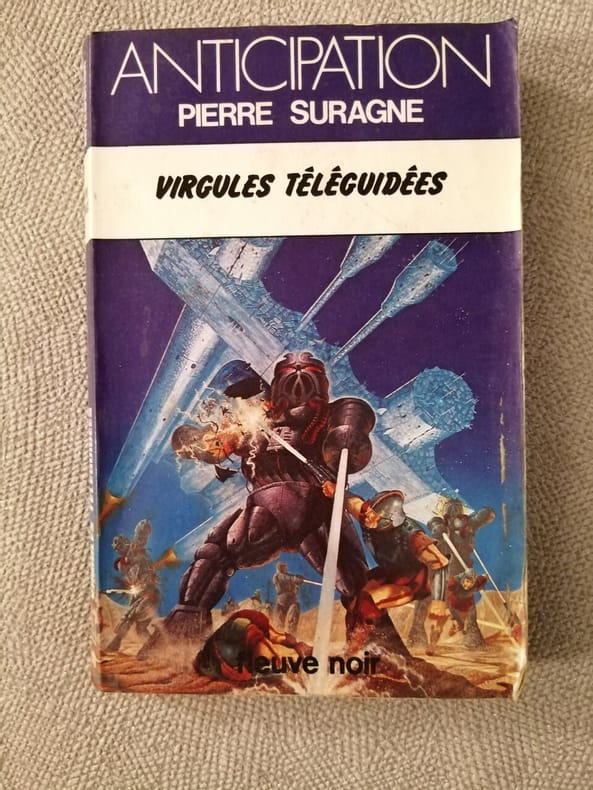 ANTICIPATION
PIERRE SURAGNE
VIRGULES TÉLÉGUIDÉES
fleuve noir